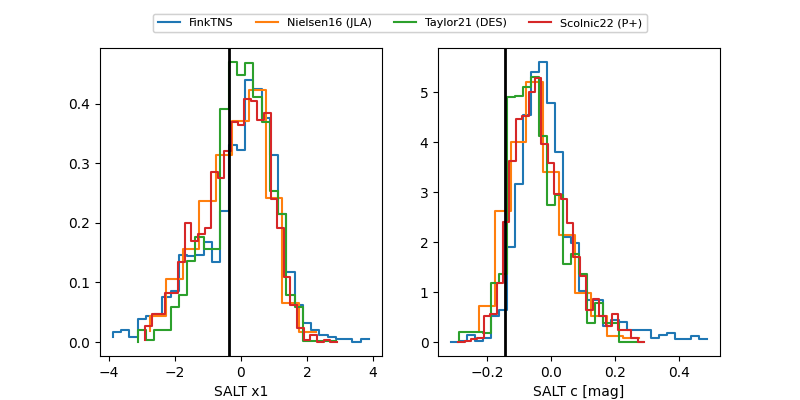 FinkTNS Nielsen16 (JLA) Taylor21 (DES) Scolnic22 (P+)
0.4
0.3
0.2
0.1
0.0
−4 −2 0 2 4
SALT x1
5
4
3
2
1
0
−0.2 0.0 0.2 0.4
SALT c [mag]